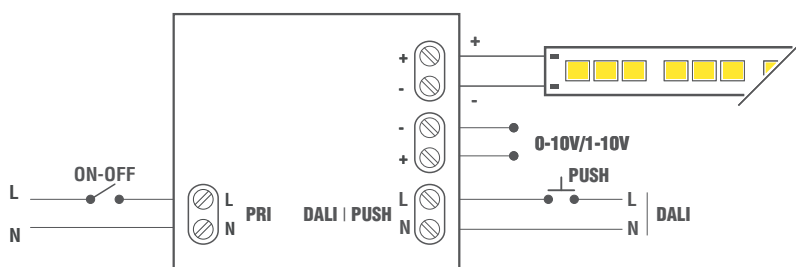 +
+
-
-
-
+
0-10V/1-10V
ON-OFF
L
L
PRI
N
N
DALI | PUSH
L
N
PUSH
L
N
DALI